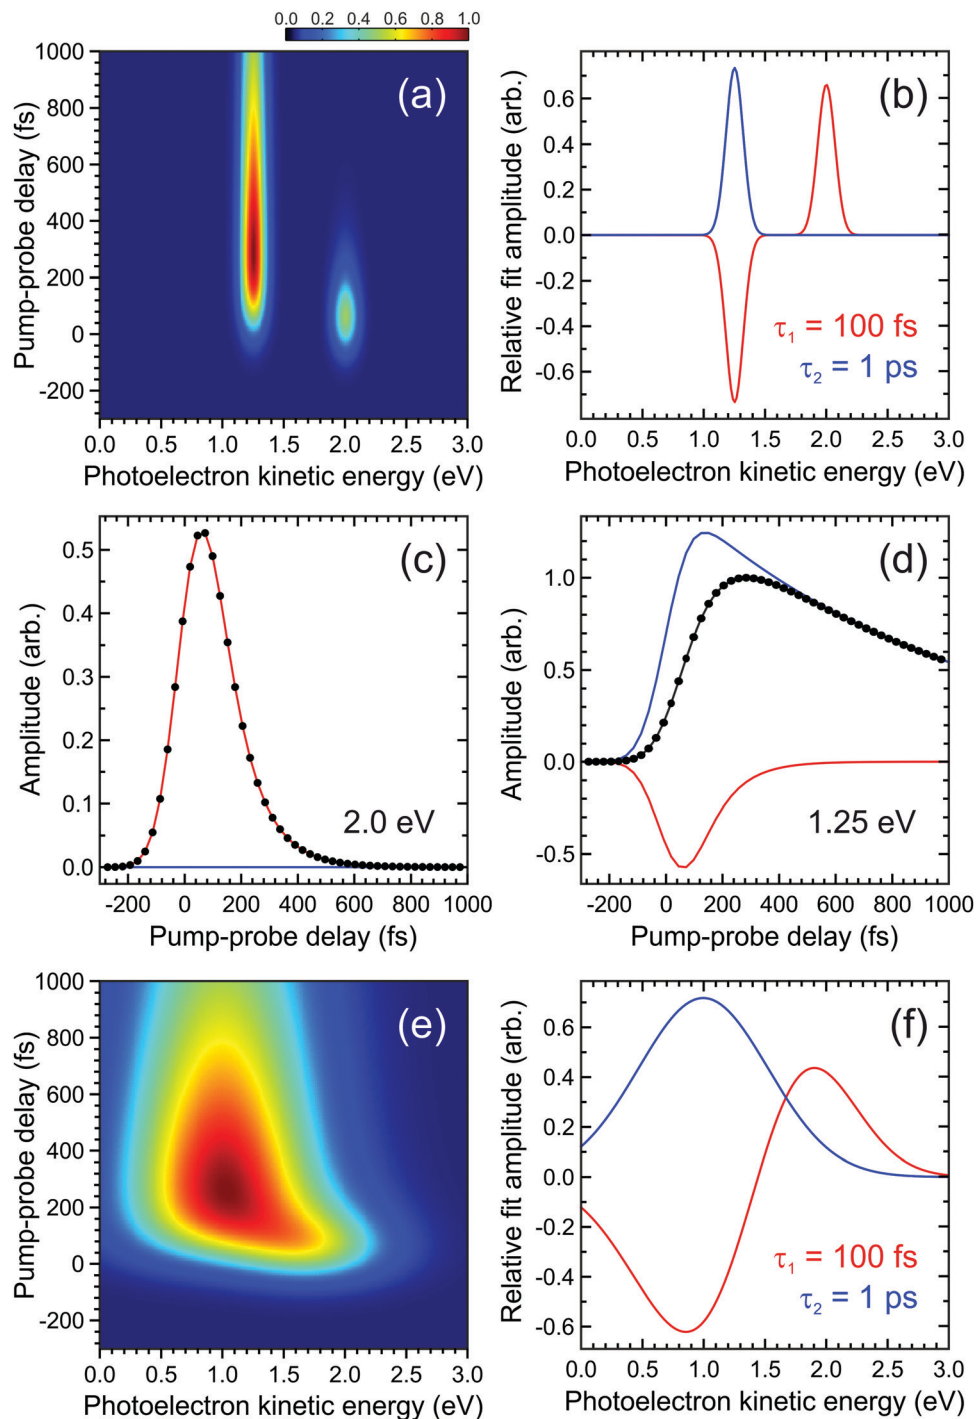 0.0 0.2 0.4 0.6 0.8 1.0
(a)
Pump-probe delay (fs)
1000
800
600
400
200
0
-200
0.0 0.5 1.0 1.5 2.0 2.5 3.0
Photoelectron kinetic energy (eV)
(b)
Relative fit amplitude (arb.)
0.6
0.4
0.2
0.0
-0.2
-0.4
-0.6
τ₁ = 100 fs
τ₂ = 1 ps
0.0 0.5 1.0 1.5 2.0 2.5 3.0
Photoelectron kinetic energy (eV)
(c)
Amplitude (arb.)
0.5
0.4
0.3
0.2
0.1
0.0
2.0 eV
-200 0 200 400 600 800 1000
Pump-probe delay (fs)
(d)
Amplitude (arb.)
1.0
0.5
0.0
-0.5
1.25 eV
-200 0 200 400 600 800 1000
Pump-probe delay (fs)
(e)
Pump-probe delay (fs)
1000
800
600
400
200
0
-200
0.0 0.5 1.0 1.5 2.0 2.5 3.0
Photoelectron kinetic energy (eV)
(f)
Relative fit amplitude (arb.)
0.6
0.4
0.2
0.0
-0.2
-0.4
-0.6
τ₁ = 100 fs
τ₂ = 1 ps
0.0 0.5 1.0 1.5 2.0 2.5 3.0
Photoelectron kinetic energy (eV)